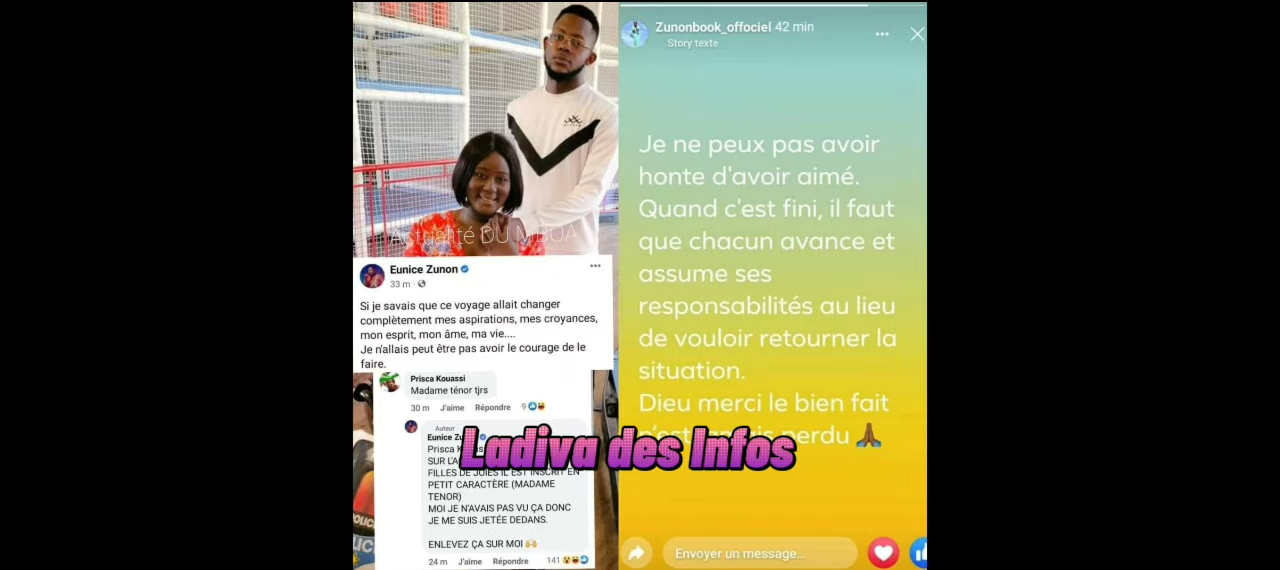 Actualité DU MBOA
Eunice Zunon
33 m
Si je savais que ce voyage allait changer
complètement mes aspirations, mes croyances,
mon esprit, mon âme, ma vie....
Je n'allais peut être pas avoir le courage de le
faire.
Prisca Kouassi
Madame ténor tjrs
30 m J'aime Répondre 9
Auteur
Eunice
Prisca
FILLES DE JOIES IL EST INSCRIT EN
PETIT CARACTÈRE (MADAME
TENOR)
MOI JE N'AVAIS PAS VU ÇA DONC
JE ME SUIS JETÉE DEDANS.
ENLEVEZ ÇA SUR MOI 🙌
24 m J'aime Répondre 141
Zunonbook_offociel 42 min
Story texte
Je ne peux pas avoir
honte d'avoir aimé.
Quand c'est fini, il faut
que chacun avance et
assume ses
responsabilités au lieu
de vouloir retourner la
situation.
Dieu merci le bien fait
perdu 🙏🏾
Ladiva des Infos
Envoyer un message...